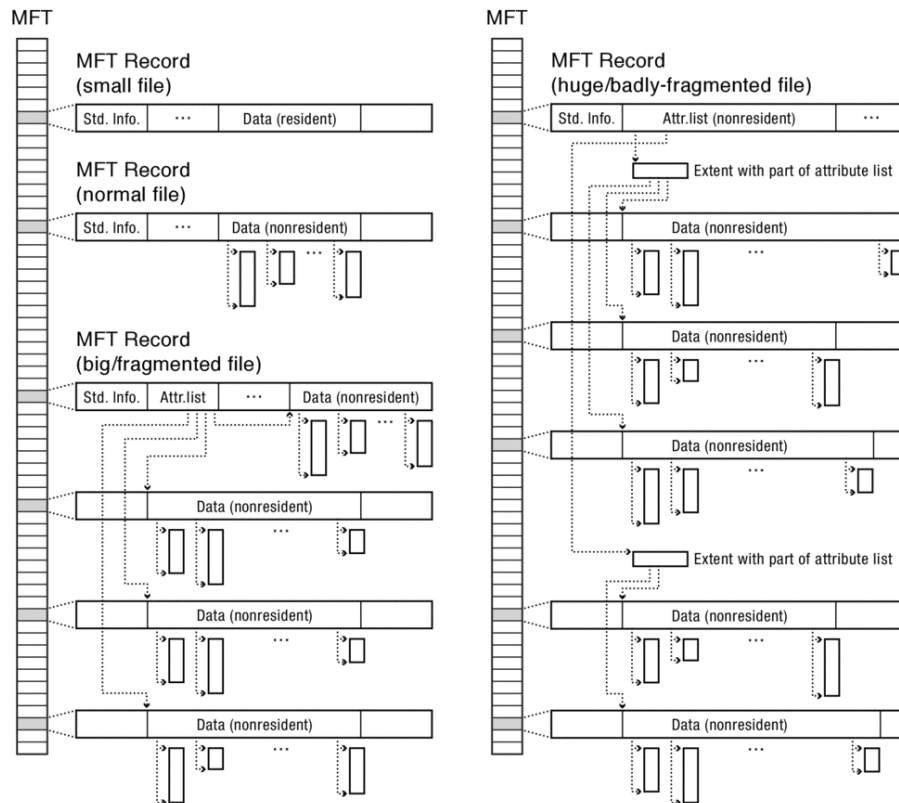 MFT
MFT Record
(small file)
Std. Info.
...
Data (resident)
MFT Record
(normal file)
Std. Info.
...
Data (nonresident)
...
MFT Record
(big/fragmented file)
Std. Info.
Attr.list
...
Data (nonresident)
...
Data (nonresident)
...
Data (nonresident)
...
Data (nonresident)
...
MFT
MFT Record
(huge/badly-fragmented file)
Std. Info.
Attr.list (nonresident)
...
Extent with part of attribute list
Data (nonresident)
...
Data (nonresident)
...
Data (nonresident)
...
Extent with part of attribute list
Data (nonresident)
...
Data (nonresident)
...